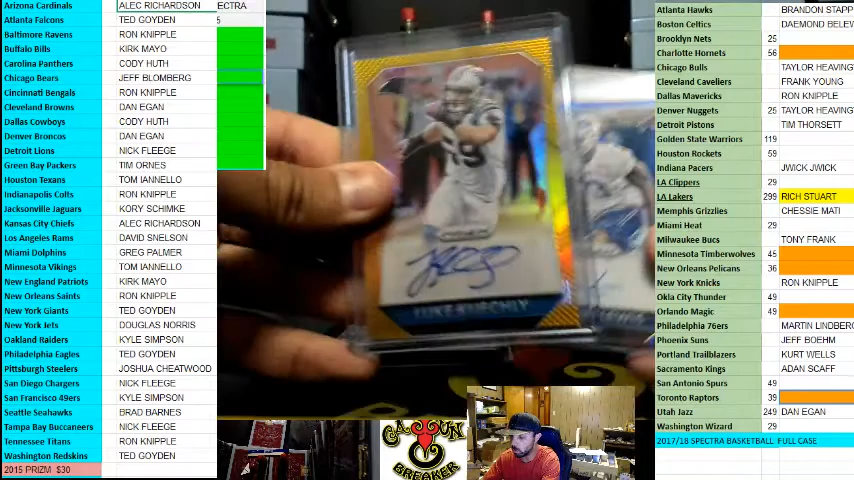 Arizona Cardinals ALEC RICHARDSON ECTRA
Atlanta Falcons TED GOYDEN 5
Baltimore Ravens RON KNIPPLE
Buffalo Bills KIRK MAYO
Carolina Panthers CODY HUTH
Chicago Bears JEFF BLOMBERG
Cincinnati Bengals RON KNIPPLE
Cleveland Browns DAN EGAN
Dallas Cowboys CODY HUTH
Denver Broncos DAN EGAN
Detroit Lions NICK FLEEGE
Green Bay Packers TIM ORNES
Houston Texans TOM IANNELLO
Indianapolis Colts RON KNIPPLE
Jacksonville Jaguars KORY SCHIMKE
Kansas City Chiefs ALEC RICHARDSON
Los Angeles Rams DAVID SNELSON
Miami Dolphins GREG PALMER
Minnesota Vikings TOM IANNELLO
New England Patriots KIRK MAYO
New Orleans Saints RON KNIPPLE
New York Giants TED GOYDEN
New York Jets DOUGLAS NORRIS
Oakland Raiders KYLE SIMPSON
Philadelphia Eagles TED GOYDEN
Pittsburgh Steelers JOSHUA CHEATWOOD
San Diego Chargers NICK FLEEGE
San Francisco 49ers KYLE SIMPSON
Seattle Seahawks BRAD BARNES
Tampa Bay Buccaneers NICK FLEEGE
Tennessee Titans RON KNIPPLE
Washington Redskins TED GOYDEN
2015 PRIZM $30
59
LUKE KUECHLY
CAJUN
BREAKER
Atlanta Hawks BRANDON STAPP
Boston Celtics DAEMOND BELEW
Brooklyn Nets 25
Charlotte Hornets 56
Chicago Bulls TAYLOR HEAVING
Cleveland Caveliers FRANK YOUNG
Dallas Mavericks RON KNIPPLE
Denver Nuggets 25 TAYLOR HEAVING
Detroit Pistons TIM THORSETT
Golden State Warriors 119
Houston Rockets 59
Indiana Pacers JWICK JWICK
LA Clippers 29
LA Lakers 299 RICH STUART
Memphis Grizzlies CHESSIE MATI
Miami Heat 29
Milwaukee Bucs TONY FRANK
Minnesota Timberwolves 45
New Orleans Pelicans 36
New York Knicks RON KNIPPLE
Okla City Thunder 49
Orlando Magic 49
Philadelphia 76ers MARTIN LINDBERG
Phoenix Suns JEFF BOEHM
Portland Trailblazers KURT WELLS
Sacramento Kings ADAN SCAFF
San Antonio Spurs 49
Toronto Raptors 39
Utah Jazz 249 DAN EGAN
Washington Wizard 29
2017/18 SPECTRA BASKETBALL FULL CASE